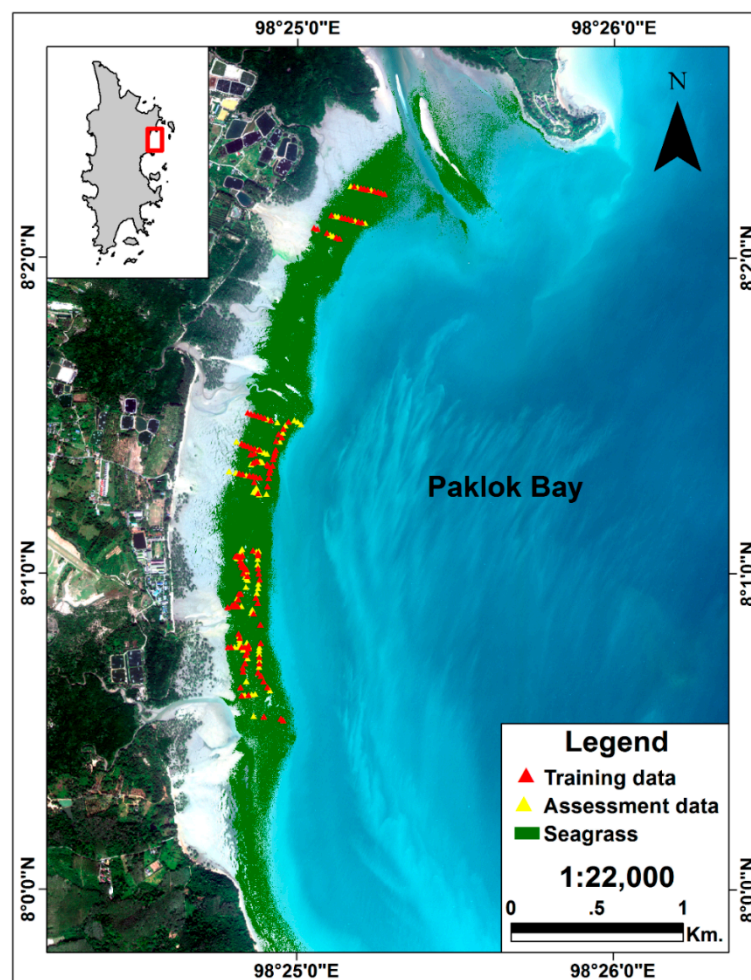 98°25'0"E
98°26'0"E
N
8°2'0"N
8°2'0"N
Paklok Bay
8°1'0"N
8°1'0"N
Legend
Training data
Assessment data
Seagrass
1:22,000
0 .5 1
Km.
8°0'0"N
8°0'0"N
98°25'0"E
98°26'0"E